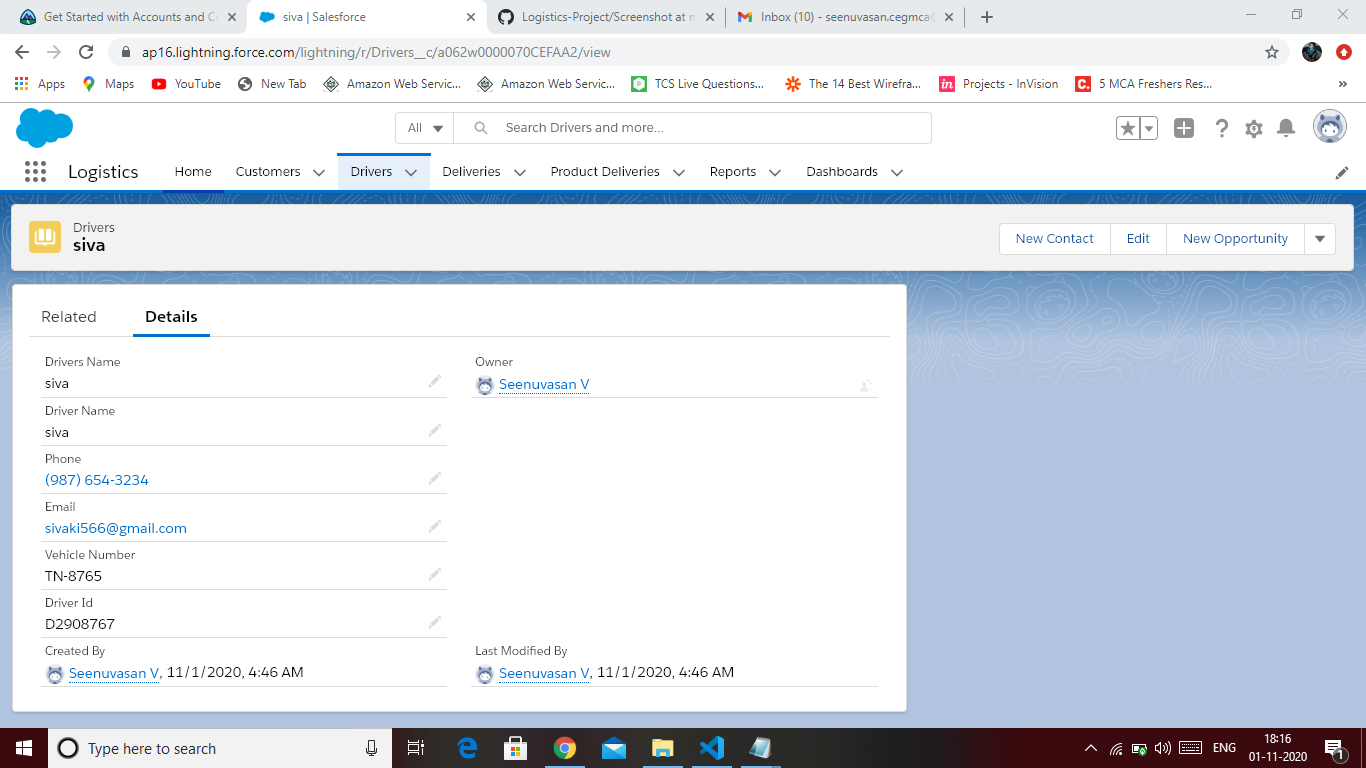 Get Started with Accounts and Co
siva | Salesforce
Logistics-Project/Screenshot at m
Inbox (10) - seenuvasan.cegmca@
ap16.lightning.force.com/lightning/r/Drivers__c/a062w0000070CEFAA2/view
Apps Maps YouTube New Tab Amazon Web Servic... Amazon Web Servic... TCS Live Questions... The 14 Best Wirefra... in Projects - InVision C. 5 MCA Freshers Res... »
All Search Drivers and more...
Logistics Home Customers Drivers Deliveries Product Deliveries Reports Dashboards
Drivers
siva
New Contact Edit New Opportunity
Related Details
Drivers Name
siva
Owner
Seenuvasan V
Driver Name
siva
Phone
(987) 654-3234
Email
sivaki566@gmail.com
Vehicle Number
TN-8765
Driver Id
D2908767
Created By
Seenuvasan V, 11/1/2020, 4:46 AM
Last Modified By
Seenuvasan V, 11/1/2020, 4:46 AM
Type here to search
ENG
18:16
01-11-2020
1